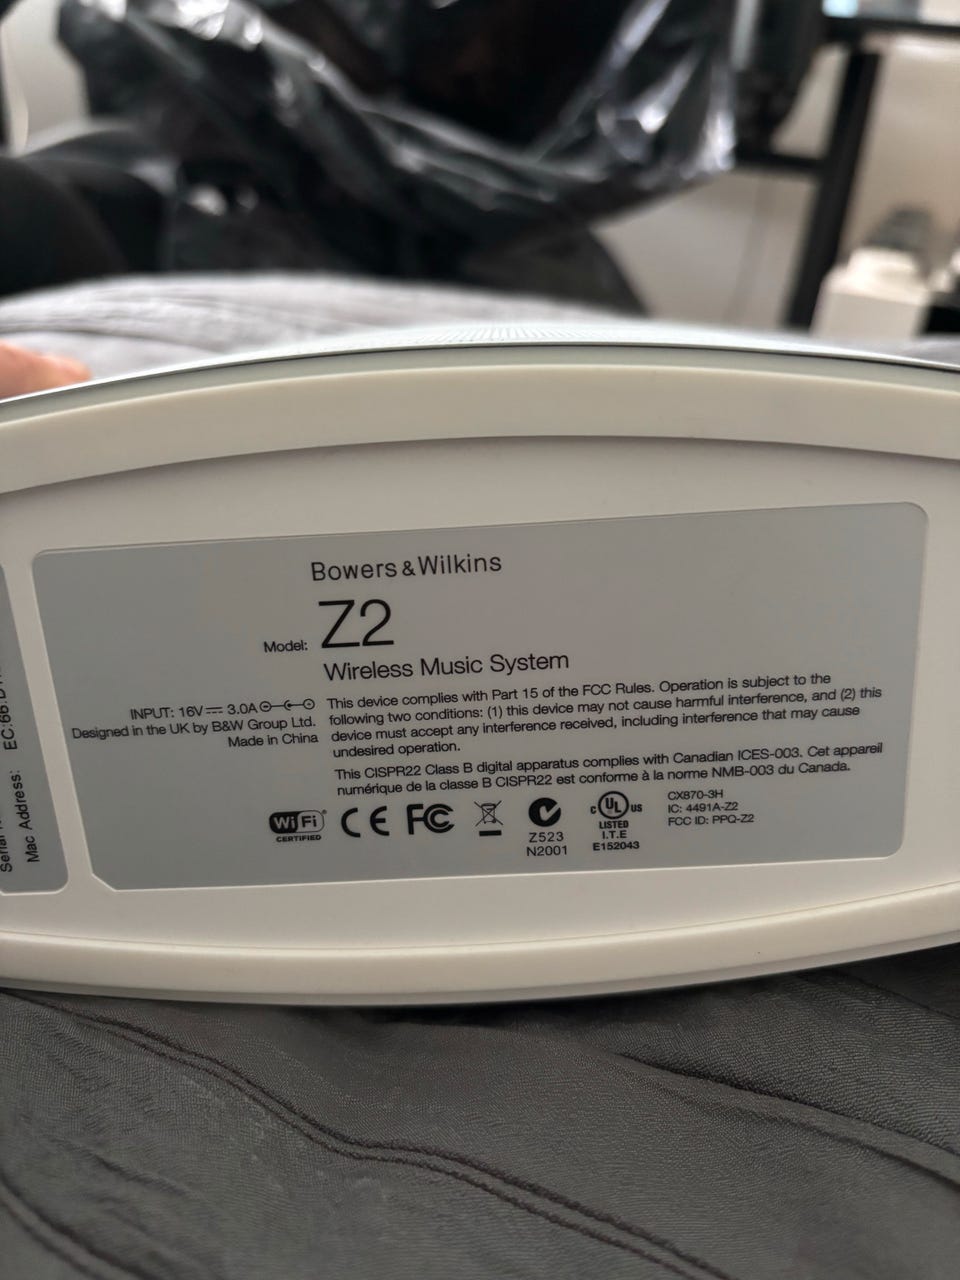 Bowers & Wilkins
Model: Z2
Wireless Music System
INPUT: 16V 3.0A
Designed in the UK by B&W Group Ltd.
Made in China
This device complies with Part 15 of the FCC Rules. Operation is subject to the
following two conditions: (1) this device may not cause harmful interference, and (2) this
device must accept any interference received, including interference that may cause
undesired operation.
This CISPR22 Class B digital apparatus complies with Canadian ICES-003. Cet appareil
numérique de la classe B CISPR22 est conforme à la norme NMB-003 du Canada.
Wi Fi
CERTIFIED
CE FC
Z523
N2001
c UL us
LISTED
I.T.E
E152043
CX870-3H
IC: 4491A-Z2
FCC ID: PPQ-Z2
Serial
Mac Address: EC:66:D